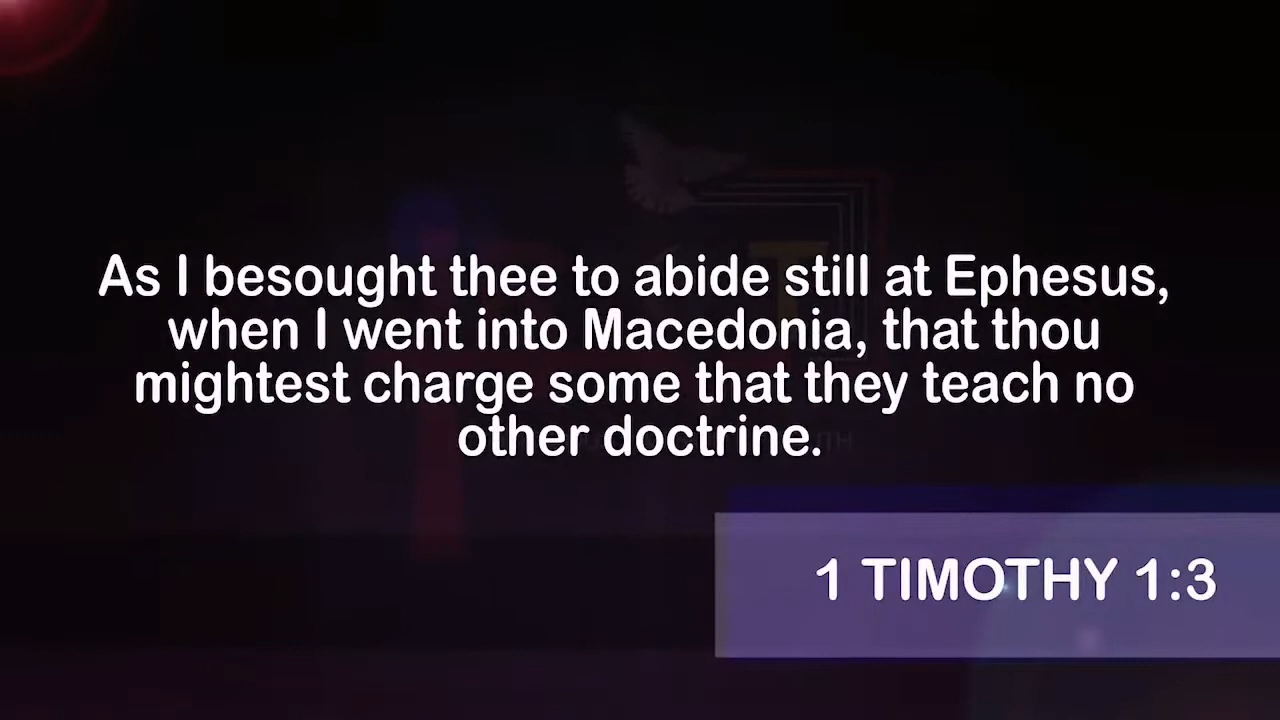 As I besought thee to abide still at Ephesus,
when I went into Macedonia, that thou
mightest charge some that they teach no
other doctrine.
1 TIMOTHY 1:3